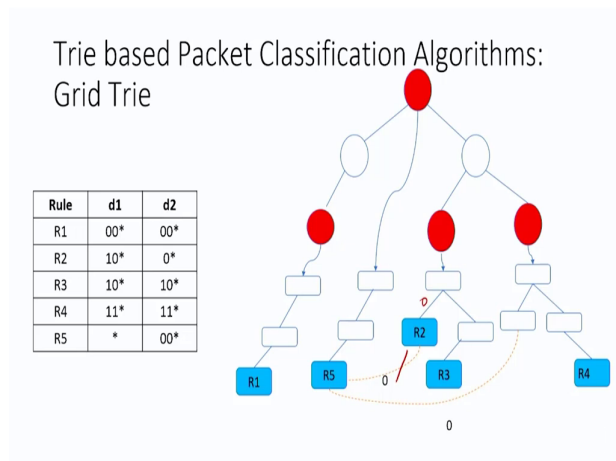 Trie based Packet Classification Algorithms:
Grid Trie
Rule d1 d2
R1 00* 00*
R2 10* 0*
R3 10* 10*
R4 11* 11*
R5 * 00*
0
R2
R1
R5
0
R3
R4
0